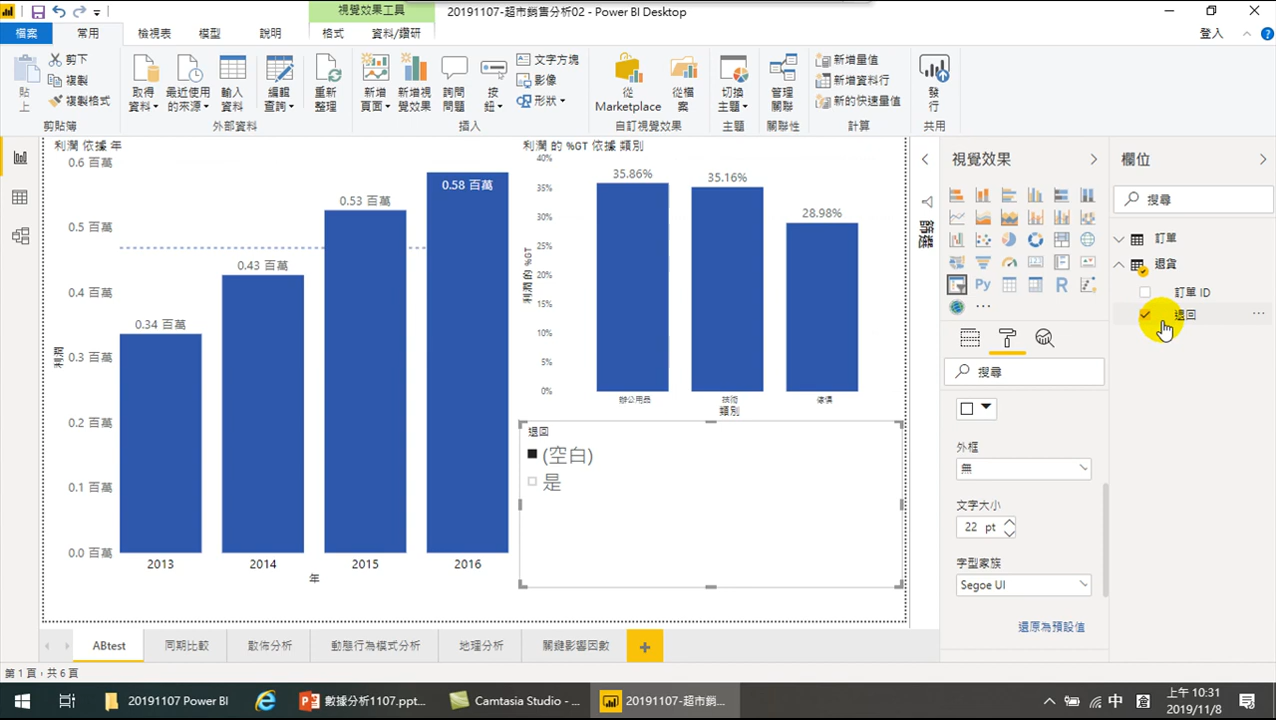 視覺效果工具
20191107-超市銷售分析02 - Power BI Desktop
檔案
常用
檢視表
模型
說明
格式
資料/鑽研
登入
貼上
剪下
複製
複製格式
剪貼簿
取得資料
最近使用的來源
輸入資料
編輯查詢
重新整理
外部資料
新增頁面
新增視覺效果
詢問問題
按鈕
文字方塊
影像
形狀
插入
從 Marketplace
從檔案
自訂視覺效果
切換主題
主題
管理關聯
關聯性
新增量值
新增資料行
新的快速量值
計算
發行
共用
利潤 依據 年
0.6 百萬
0.5 百萬
0.4 百萬
0.3 百萬
0.2 百萬
0.1 百萬
0.0 百萬
利潤
0.34 百萬
0.43 百萬
0.53 百萬
0.58 百萬
2013
2014
2015
2016
年
利潤 的 %GT 依據 類別
40%
35%
30%
25%
20%
15%
10%
5%
0%
利潤 的 %GT
35.86%
35.16%
28.98%
辦公用品
技術
傢俱
類別
退回
(空白)
是
篩選
視覺效果
Py
R
搜尋
外框
無
文字大小
22 pt
字型家族
Segoe UI
還原為預設值
欄位
搜尋
訂單
退貨
訂單 ID
退回
ABtest
同期比較
散佈分析
動態行為模式分析
地理分析
關鍵影響因數
第 1 頁，共 6 頁
20191107 Power BI
數據分析1107.ppt...
Camtasia Studio - ...
20191107-超市銷...
中
上午 10:31
2019/11/8